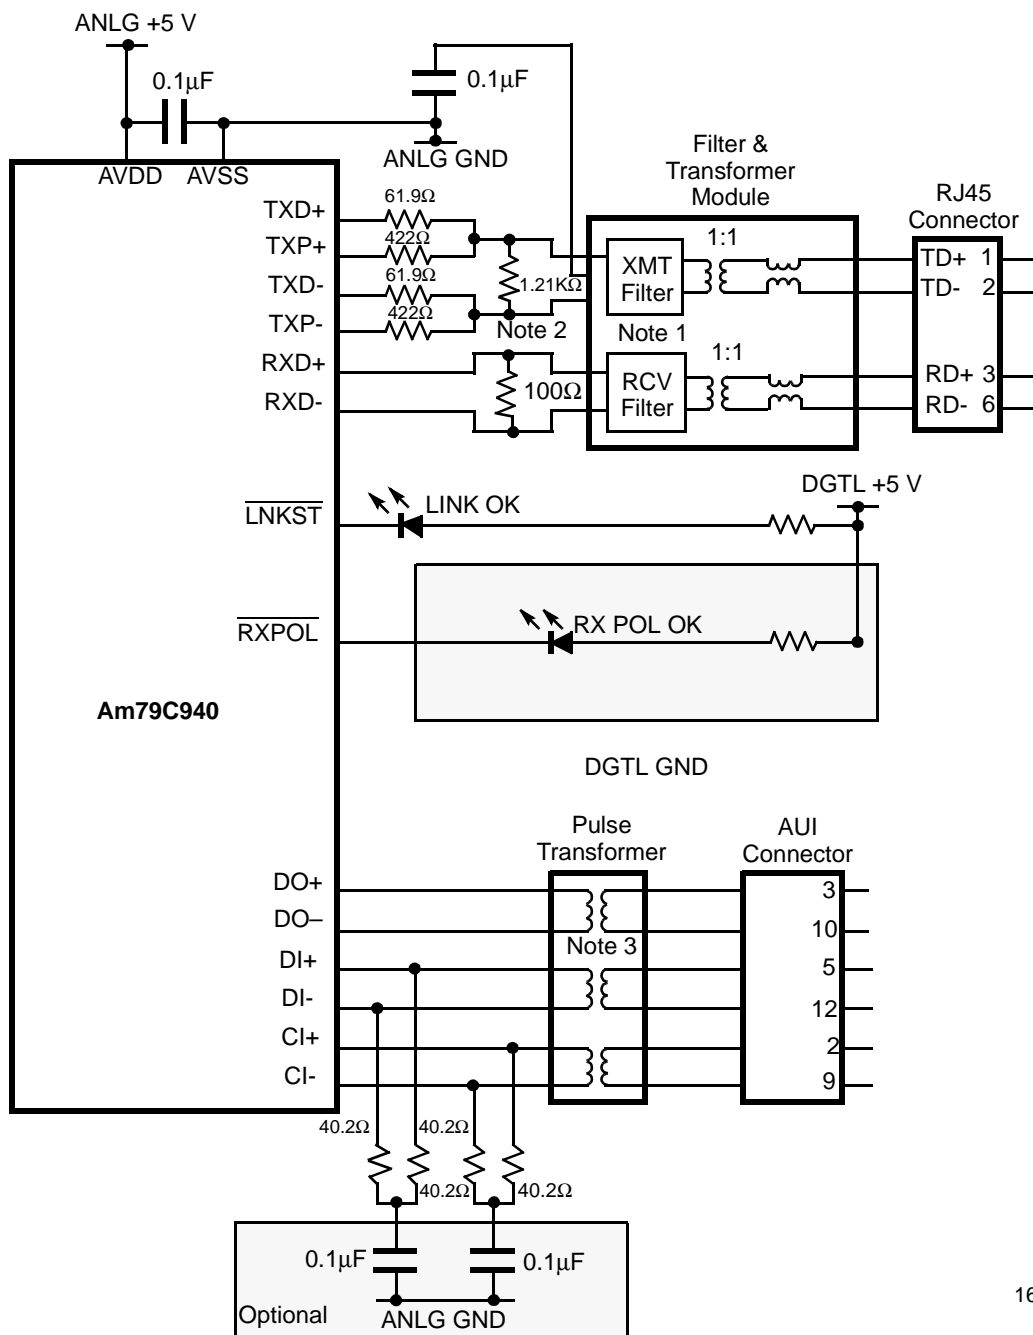 ANLG +5 V
0.1µF
0.1µF
ANLG GND
AVDD AVSS
Filter &
Transformer
Module
RJ45
Connector
TXD+
61.9Ω
TXP+
422Ω
TXD-
61.9Ω
TXP-
422Ω
1.21KΩ
Note 2
XMT
Filter
1:1
TD+ 1
TD- 2
Note 1
RXD+
RXD-
100Ω
RCV
Filter
1:1
RD+ 3
RD- 6
DGTL +5 V
LNKST
LINK OK
RXPOL
RX POL OK
Am79C940
DGTL GND
Pulse
Transformer
AUI
Connector
DO+
3
DO–
10
Note 3
DI+
5
DI-
12
CI+
2
CI-
9
40.2Ω
40.2Ω
40.2Ω
40.2Ω
0.1µF
0.1µF
Optional
ANLG GND
16